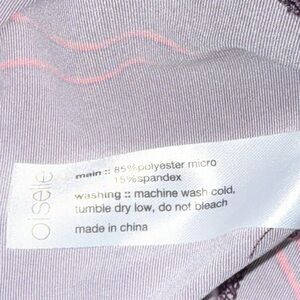 oiselle
main :: 85%polyester micro
15%spandex
washing :: machine wash cold,
tumble dry low, do not bleach
made in china